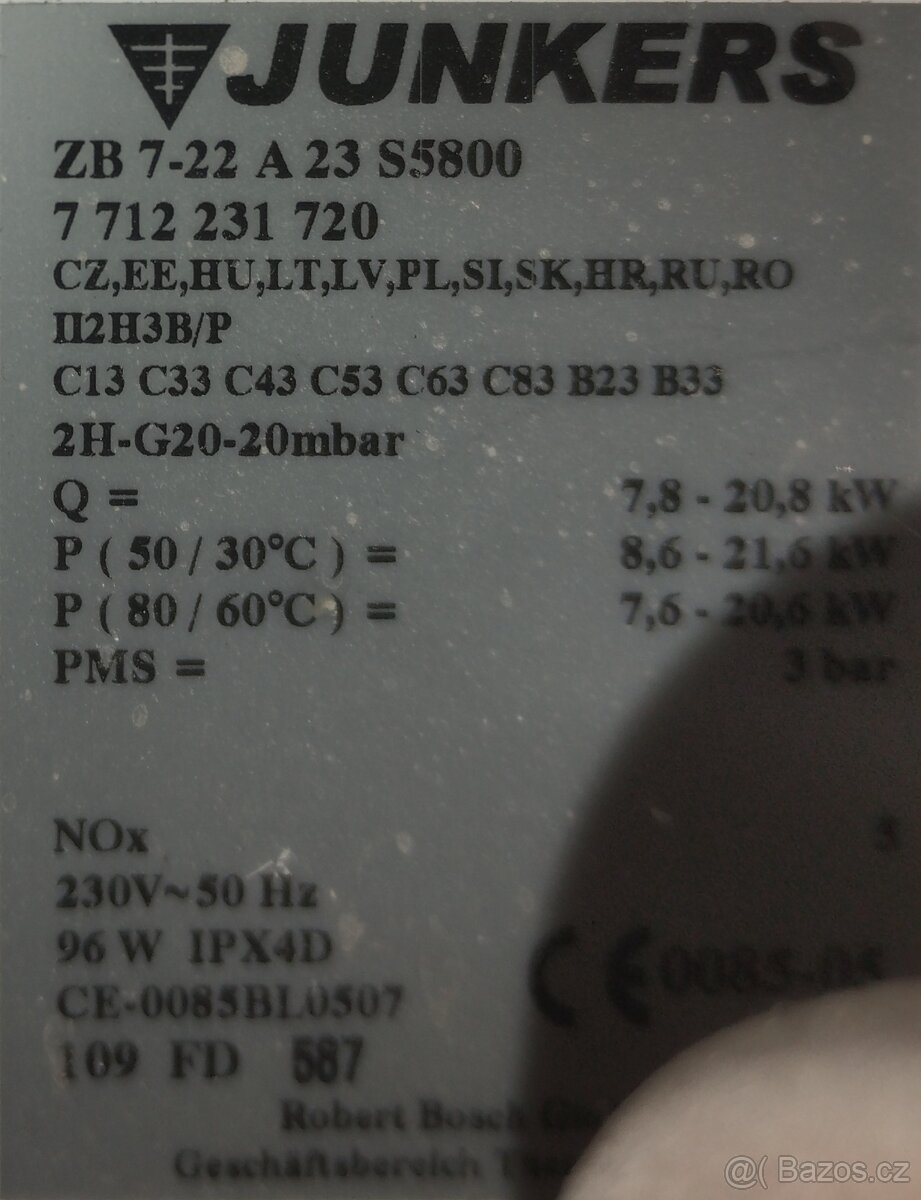 JUNKERS
ZB 7-22 A 23 S5800
7 712 231 720
CZ,EE,HU,LT,LV,PL,SI,SK,HR,RU,RO
II2H3B/P
C13 C33 C43 C53 C63 C83 B23 B33
2H-G20-20mbar
Q = 7,8 - 20,8 kW
P ( 50 / 30°C ) = 8,6 - 21,6 kW
P ( 80 / 60°C ) = 7,6 - 20,6 kW
PMS = 3 bar
NOx 5
230V~50 Hz
96 W IPX4D
CE 0085-05
CE-0085BL0507
109 FD 587
Robert Bosch
Geschäftsbereich
@( Bazos.cz